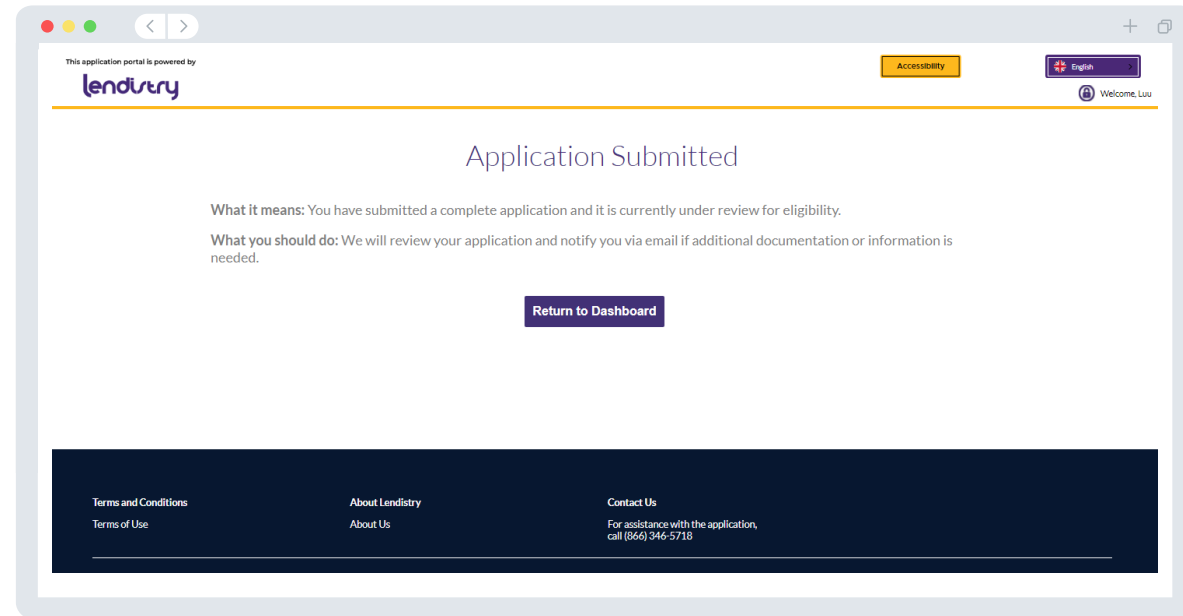 This application portal is powered by
lendistry
Accessibility
English
Welcome, Luu
Application Submitted
What it means: You have submitted a complete application and it is currently under review for eligibility.
What you should do: We will review your application and notify you via email if additional documentation or information is
needed.
Return to Dashboard
Terms and Conditions
Terms of Use
About Lendistry
About Us
Contact Us
For assistance with the application,
call (866) 346-5718